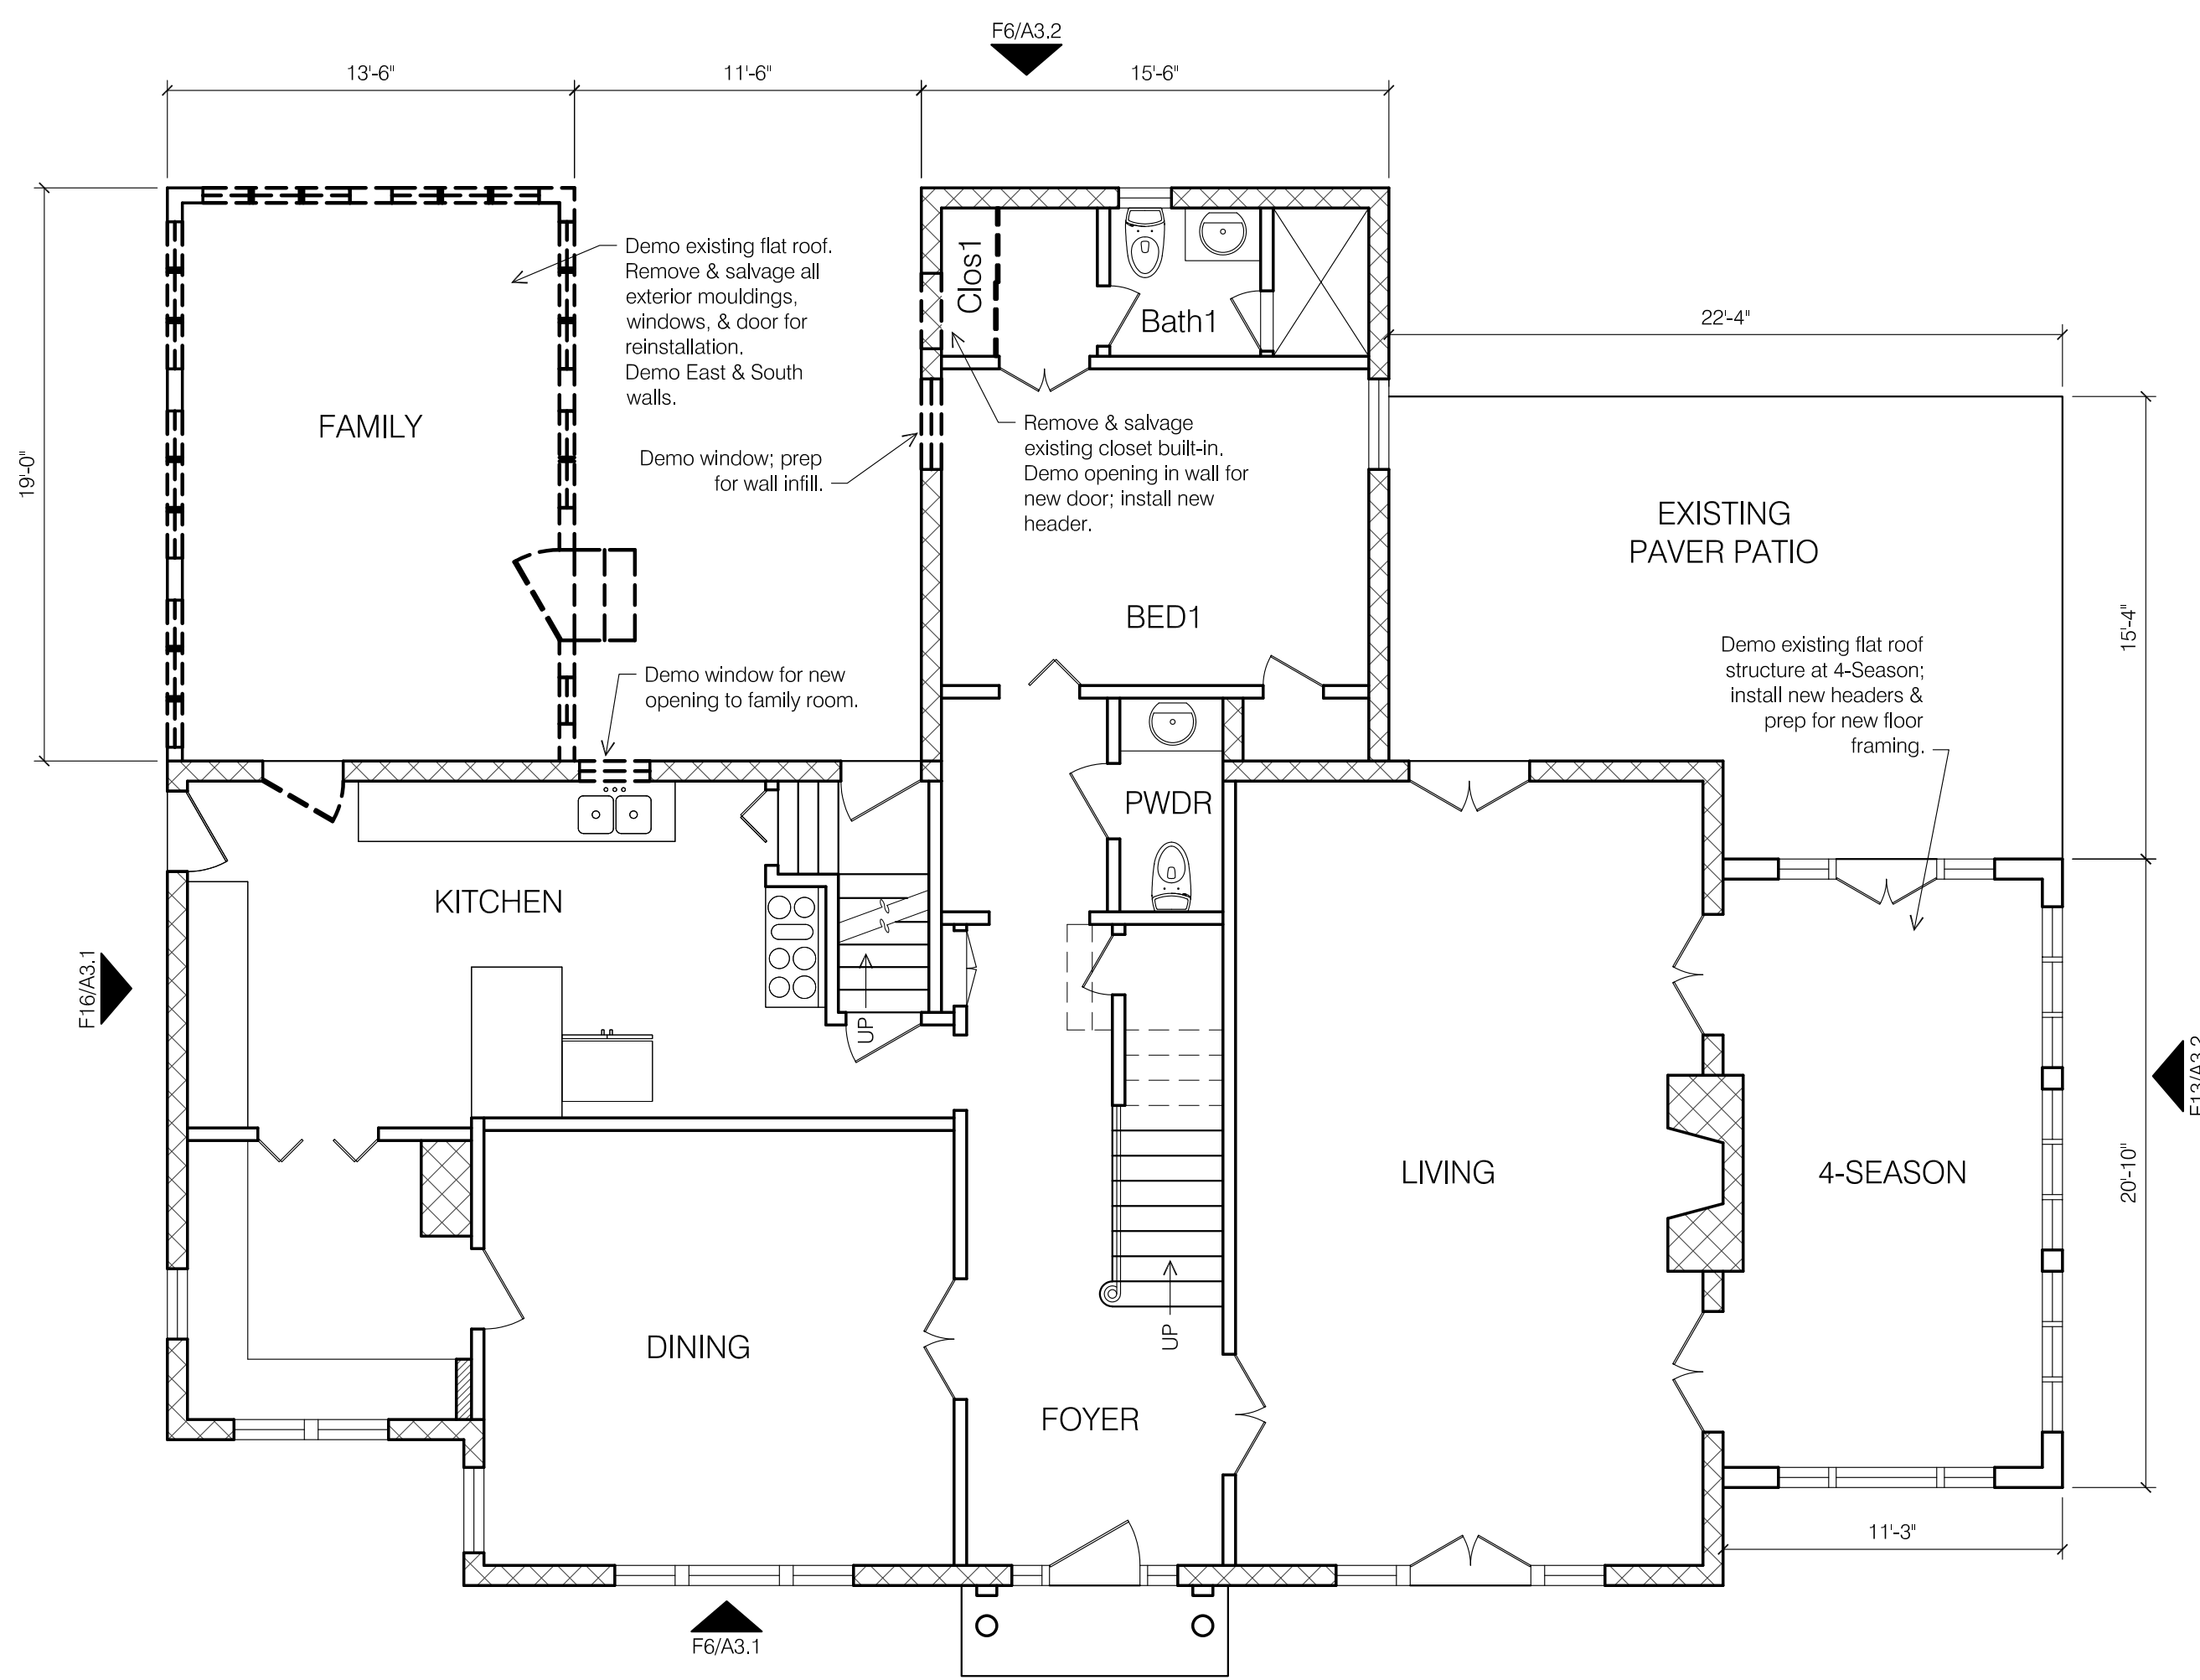 F6/A3.2
13'-6"
11'-6"
15'-6"
Demo existing flat roof.
Remove & salvage all
exterior mouldings,
windows, & door for
reinstallation.
Demo East & South
walls.
Clos1
Bath1
22'-4"
FAMILY
19'-0"
Demo window; prep
for wall infill.
Remove & salvage
existing closet built-in.
Demo opening in wall for
new door; install new
header.
EXISTING
PAVER PATIO
BED1
15'-4"
Demo window for new
opening to family room.
Demo existing flat roof
structure at 4-Season;
install new headers &
prep for new floor
framing.
PWDR
KITCHEN
F16/A3.1
UP
F13/A3.2
LIVING
4-SEASON
20'-10"
DINING
UP
FOYER
11'-3"
F6/A3.1